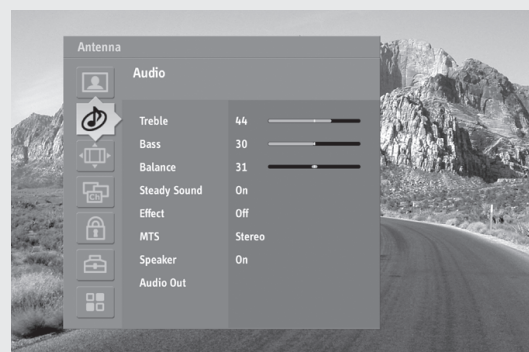 Antenna
Audio
Treble 44
Bass 30
Balance 31
Steady Sound On
Effect Off
MTS Stereo
Speaker On
Audio Out
Ch